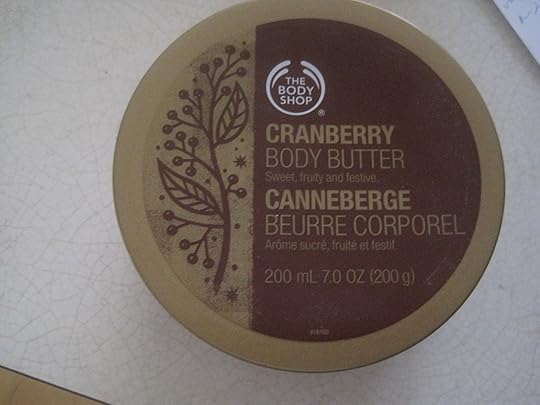 THE
BODY
SHOP
®
CRANBERRY
BODY BUTTER
Sweet, fruity and festive.
CANNEBERGE
BEURRE CORPOREL
Arôme sucré, fruité et festif.
200 mL 7.0 OZ (200 g)